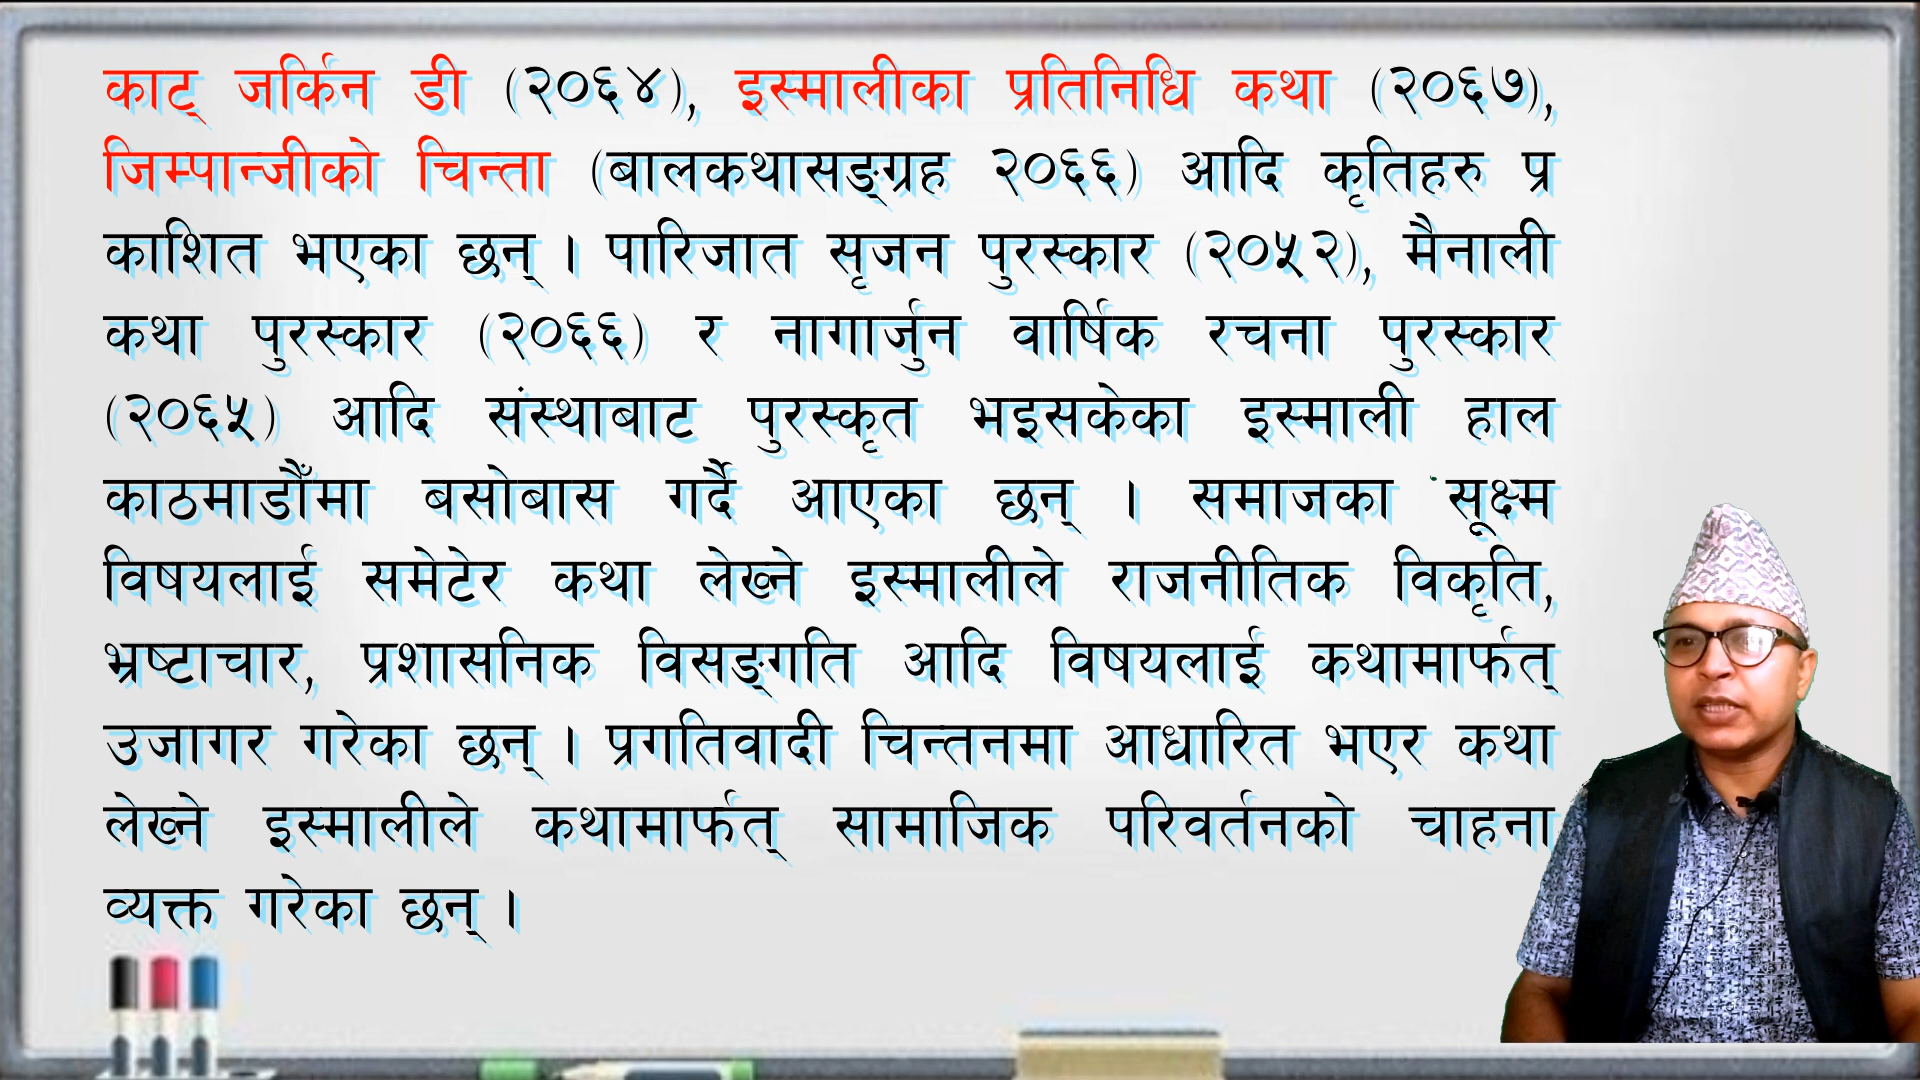 काट् जर्किन डी (२०६४), इस्मालीका प्रतिनिधि कथा (२०६७),
जिम्पान्जीको चिन्ता (बालकथासङ्ग्रह २०६६) आदि कृतिहरु प्र
काशित भएका छन् । पारिजात सृजन पुरस्कार (२०५२), मैनाली
कथा पुरस्कार (२०६६) र नागार्जुन वार्षिक रचना पुरस्कार
(२०६५) आदि संस्थाबाट पुरस्कृत भइसकेका इस्माली हाल
काठमाडौँमा बसोबास गर्दै आएका छन् । समाजका सूक्ष्म
विषयलाई समेटेर कथा लेख्ने इस्मालीले राजनीतिक विकृति,
भ्रष्टाचार, प्रशासनिक विसङ्गति आदि विषयलाई कथामार्फत्
उजागर गरेका छन् । प्रगतिवादी चिन्तनमा आधारित भएर कथा
लेख्ने इस्मालीले कथामार्फत् सामाजिक परिवर्तनको चाहना
व्यक्त गरेका छन् ।